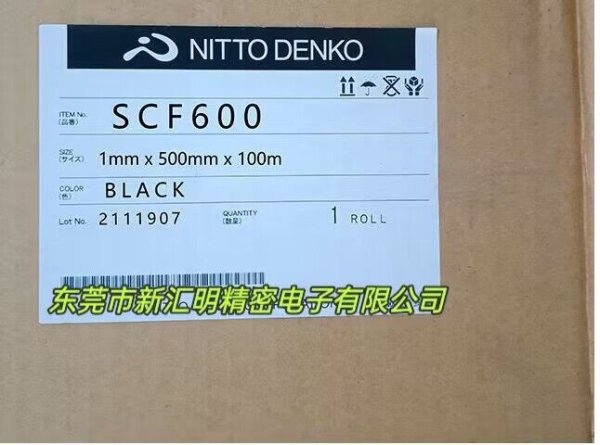 NITTO DENKO
ITEM No. SCF600
(品番)
SIZE 1mm x 500mm x 100m
(サイズ)
COLOR BLACK
(色)
Lot No. 2111907 QUANTITY 1 ROLL
(数量)
东莞市新汇明精密电子有限公司